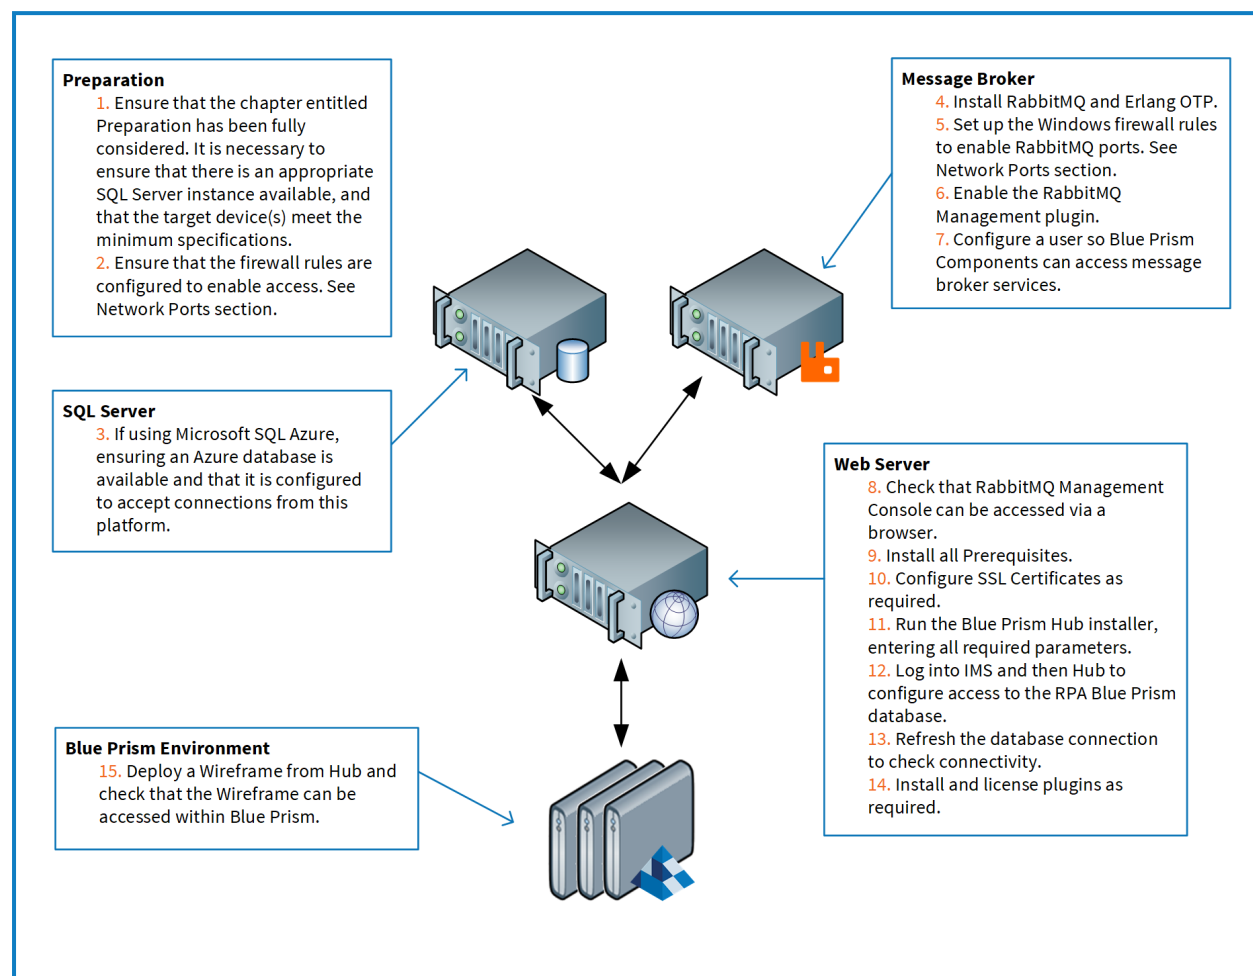 Preparation
1. Ensure that the chapter entitled
Preparation has been fully
considered. It is necessary to
ensure that there is an appropriate
SQL Server instance available, and
that the target device(s) meet the
minimum specifications.
2. Ensure that the firewall rules are
configured to enable access. See
Network Ports section.
Message Broker
4. Install RabbitMQ and Erlang OTP.
5. Set up the Windows firewall rules
to enable RabbitMQ ports. See
Network Ports section.
6. Enable the RabbitMQ
Management plugin.
7. Configure a user so Blue Prism
Components can access message
broker services.
SQL Server
3. If using Microsoft SQL Azure,
ensuring an Azure database is
available and that it is configured
to accept connections from this
platform.
Web Server
8. Check that RabbitMQ Management
Console can be accessed via a
browser.
9. Install all Prerequisites.
10. Configure SSL Certificates as
required.
11. Run the Blue Prism Hub installer,
entering all required parameters.
12. Log into IMS and then Hub to
configure access to the RPA Blue Prism
database.
13. Refresh the database connection
to check connectivity.
14. Install and license plugins as
required.
Blue Prism Environment
15. Deploy a Wireframe from Hub and
check that the Wireframe can be
accessed within Blue Prism.